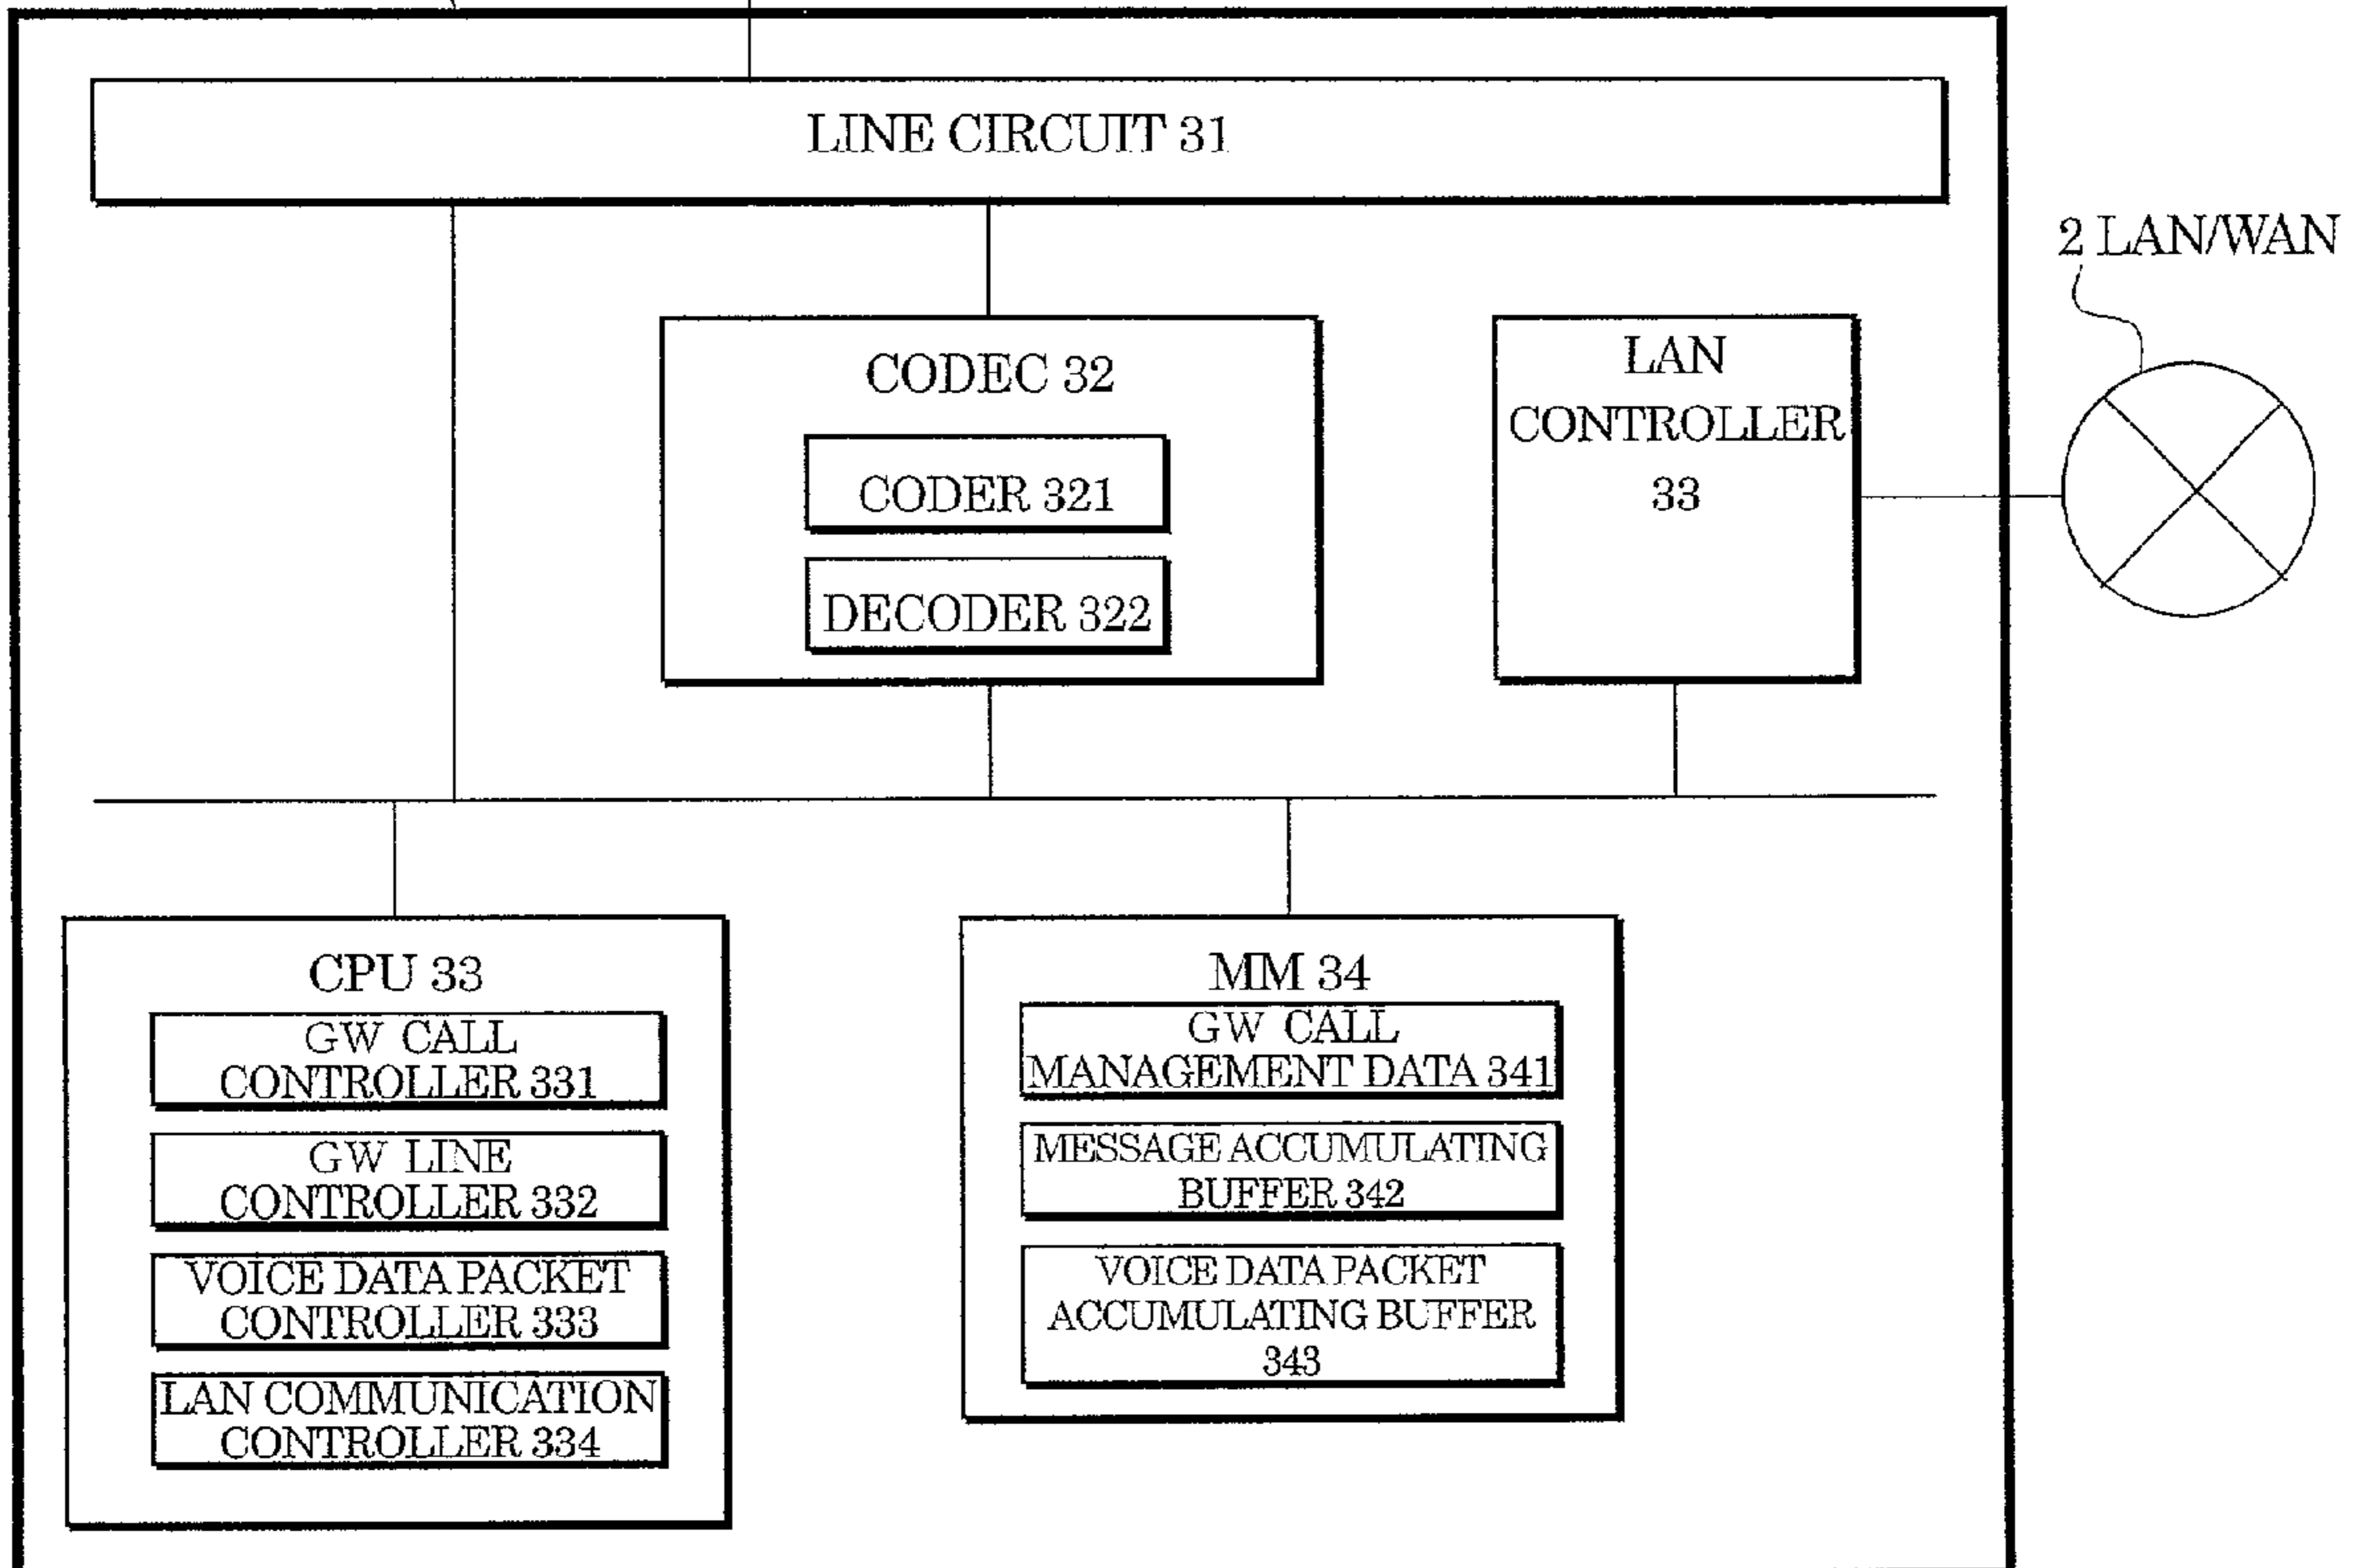 LINE CIRCUIT 31
2 LAN/WAN
CODEC 32
CODER 321
DECODER 322
LAN
CONTROLLER
33
CPU 33
GW CALL
CONTROLLER 331
GW LINE
CONTROLLER 332
VOICE DATA PACKET
CONTROLLER 333
LAN COMMUNICATION
CONTROLLER 334
MM 34
GW CALL
MANAGEMENT DATA 341
MESSAGE ACCUMULATING
BUFFER 342
VOICE DATA PACKET
ACCUMULATING BUFFER
343